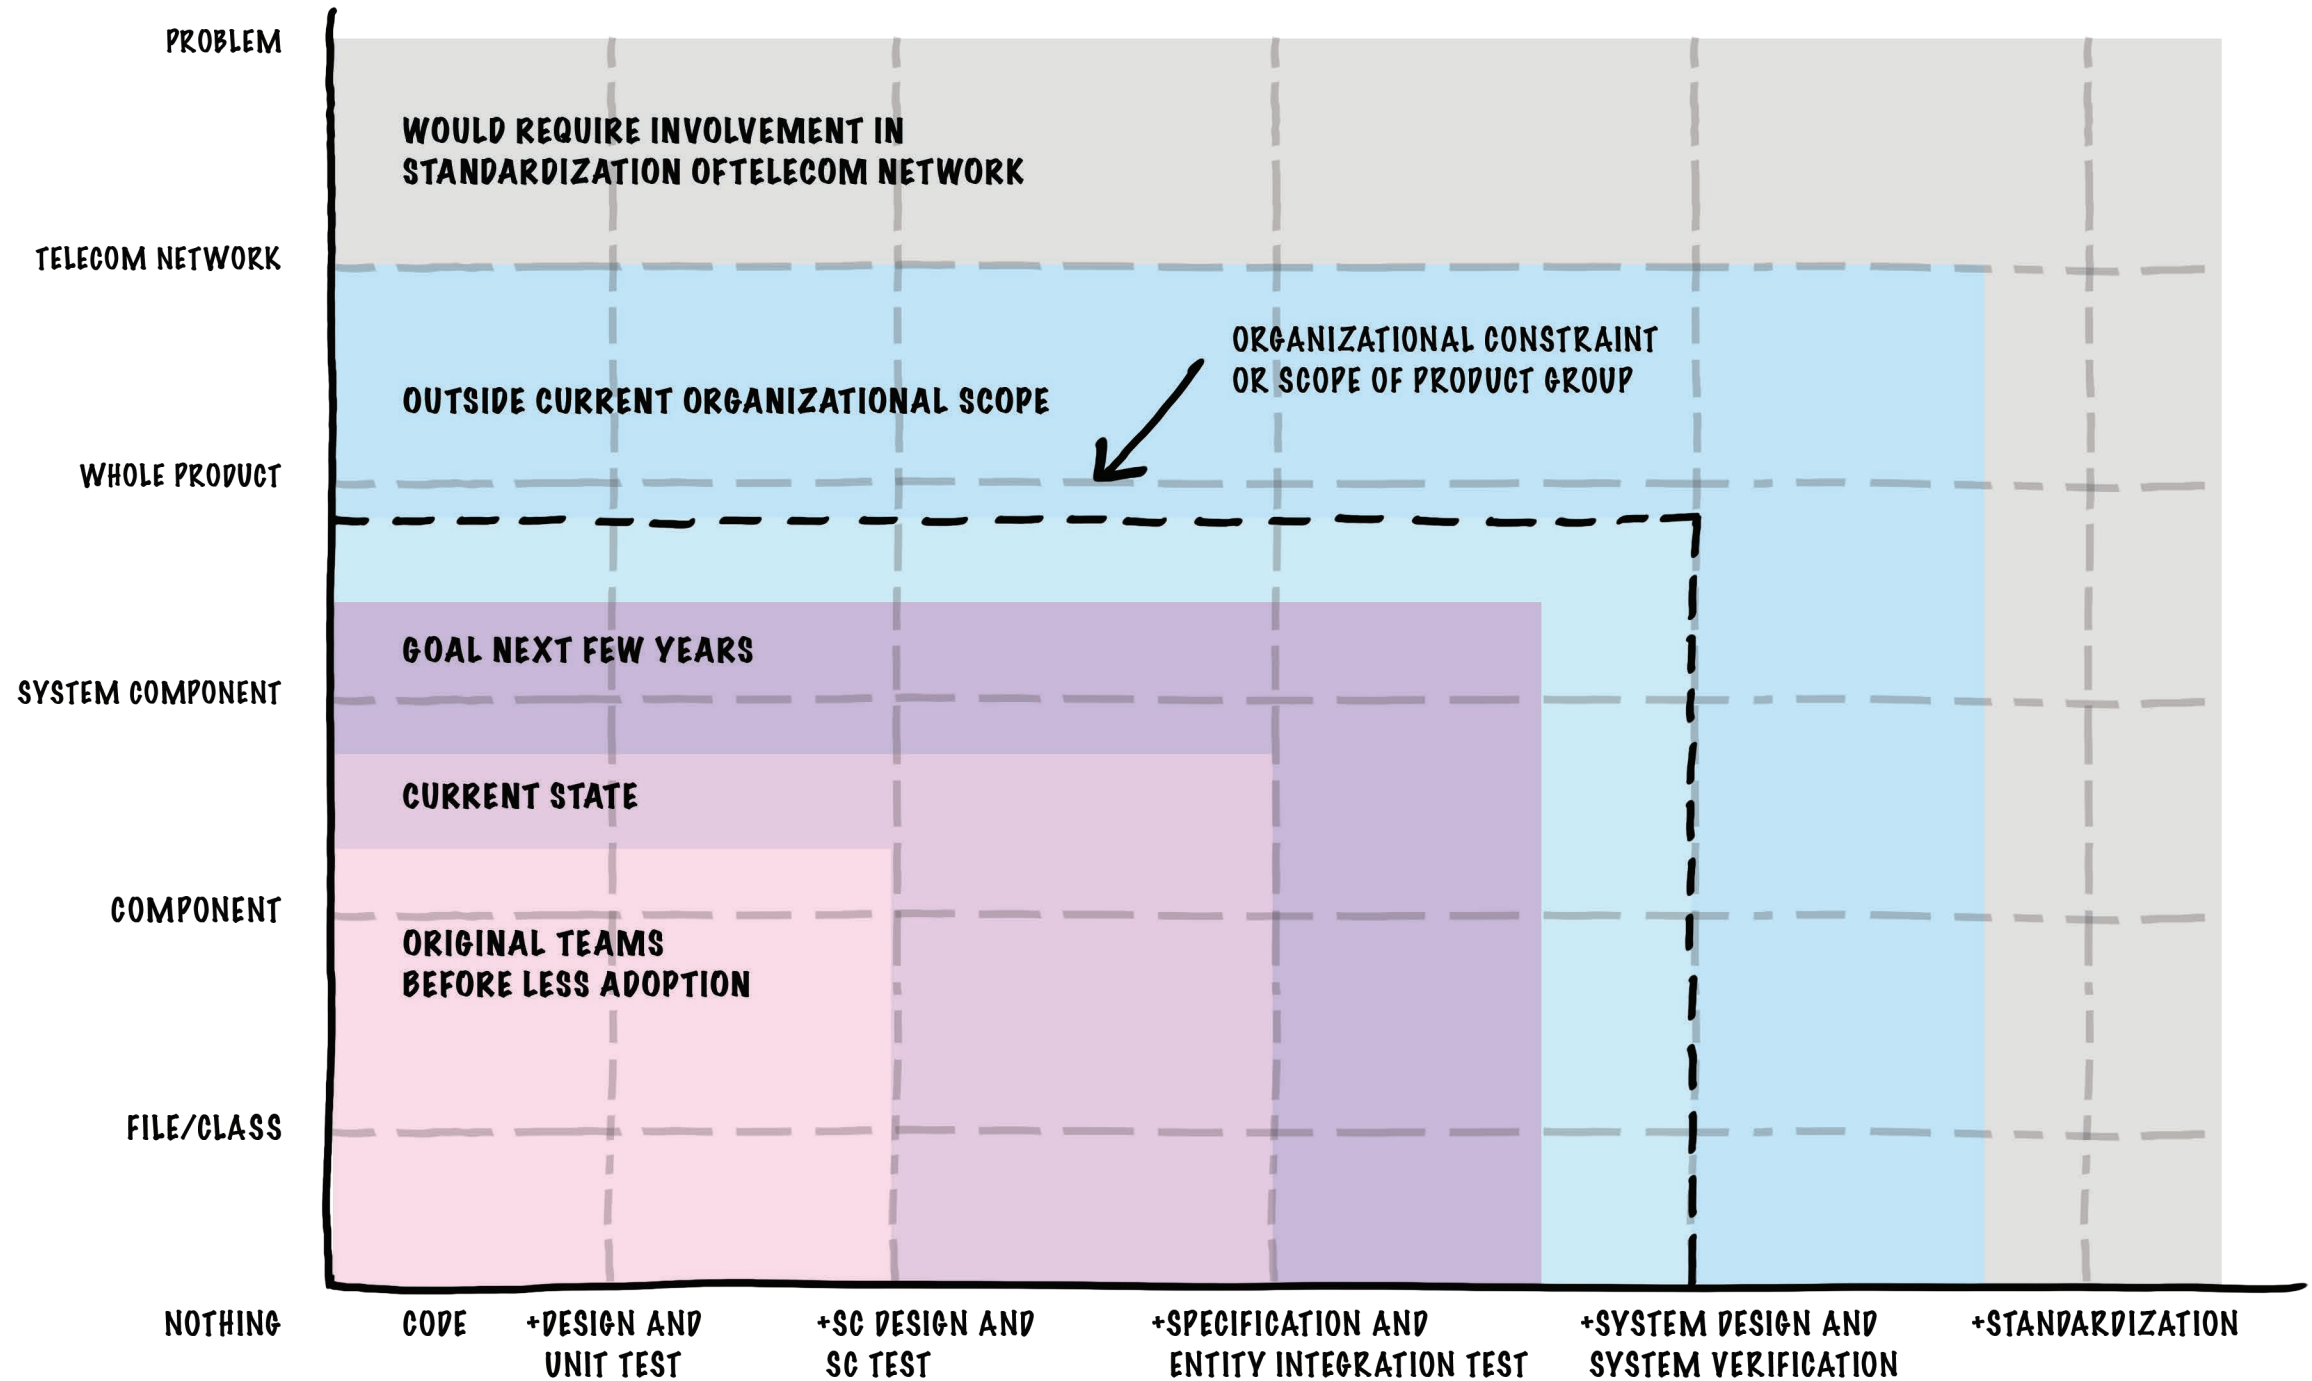 PROBLEM
WOULD REQUIRE INVOLVEMENT IN
STANDARDIZATION OFTELECOM NETWORK
TELECOM NETWORK
ORGANIZATIONAL CONSTRAINT
OR SCOPE OF PRODUCT GROUP
OUTSIDE CURRENT ORGANIZATIONAL SCOPE
WHOLE PRODUCT
GOAL NEXT FEW YEARS
SYSTEM COMPONENT
CURRENT STATE
COMPONENT
ORIGINAL TEAMS
BEFORE LESS ADOPTION
FILE/CLASS
NOTHING
CODE
+DESIGN AND
UNIT TEST
+SC DESIGN AND
SC TEST
+SPECIFICATION AND
ENTITY INTEGRATION TEST
+SYSTEM DESIGN AND
SYSTEM VERIFICATION
+STANDARDIZATION